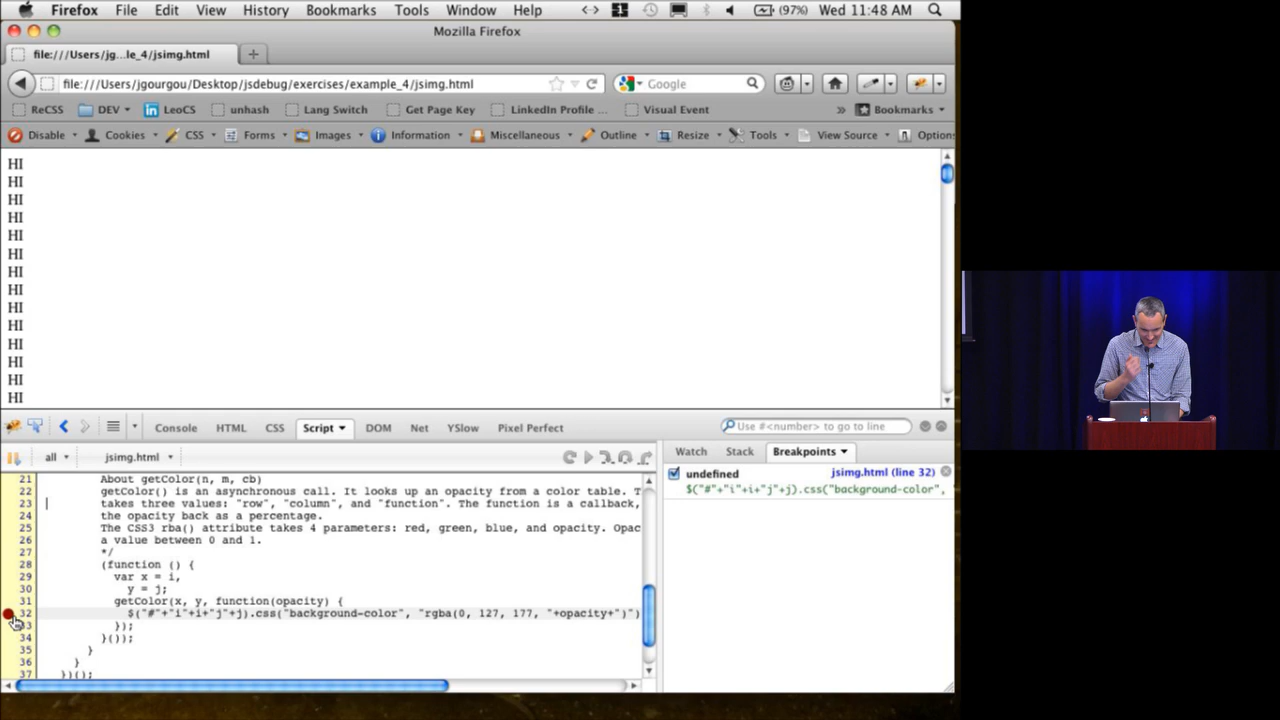 Firefox File Edit View History Bookmarks Tools Window Help (97%) Wed 11:48 AM
Mozilla Firefox
file:///Users/jg...le_4/jsimg.html
file:///Users/jgourgou/Desktop/jsdebug/exercises/example_4/jsimg.html Google
ReCSS DEV LeoCS unhash Lang Switch Get Page Key LinkedIn Profile ... Visual Event » Bookmarks
Disable Cookies CSS Forms Images Information Miscellaneous Outline Resize Tools View Source Options
HI
HI
HI
HI
HI
HI
HI
HI
HI
HI
HI
HI
HI
HI
Console HTML CSS Script DOM Net YSlow Pixel Perfect Use #<number> to go to line
all jsimg.html Watch Stack Breakpoints
undefined jsimg.html (line 32)
$("#"+"i"+i+"j"+j).css("background-color",
21 About getColor(n, m, cb)
22 getColor() is an asynchronous call. It looks up an opacity from a color table. T
23 takes three values: "row", "column", and "function". The function is a callback,
24 the opacity back as a percentage.
25 The CSS3 rba() attribute takes 4 parameters: red, green, blue, and opacity. Opac
26 a value between 0 and 1.
27 */
28 (function () {
29 var x = i,
30 y = j;
31 getColor(x, y, function(opacity) {
32 $("#"+"i"+i+"j"+j).css("background-color", "rgba(0, 127, 177, "+opacity+")")
33 });
34 }());
35 }
36 }
37 })();